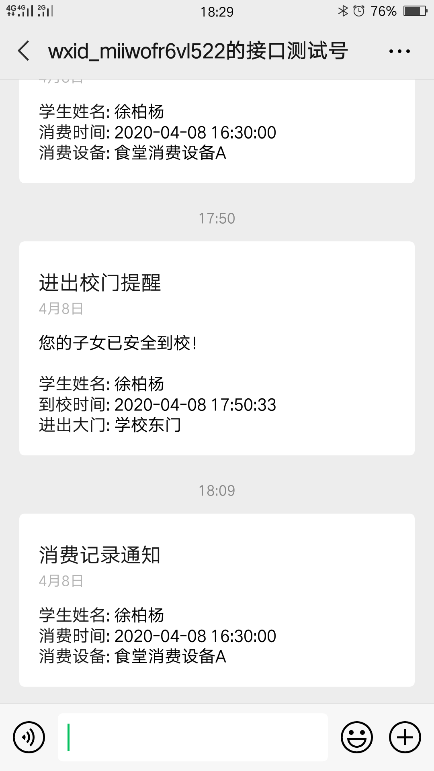 4G 4G 2G 18:29 76%
wxid_miiwofr6vl522的接口测试号
4月8日
学生姓名: 徐柏杨
消费时间: 2020-04-08 16:30:00
消费设备: 食堂消费设备A
17:50
进出校门提醒
4月8日
您的子女已安全到校!
学生姓名: 徐柏杨
到校时间: 2020-04-08 17:50:33
进出大门: 学校东门
18:09
消费记录通知
4月8日
学生姓名: 徐柏杨
消费时间: 2020-04-08 16:30:00
消费设备: 食堂消费设备A